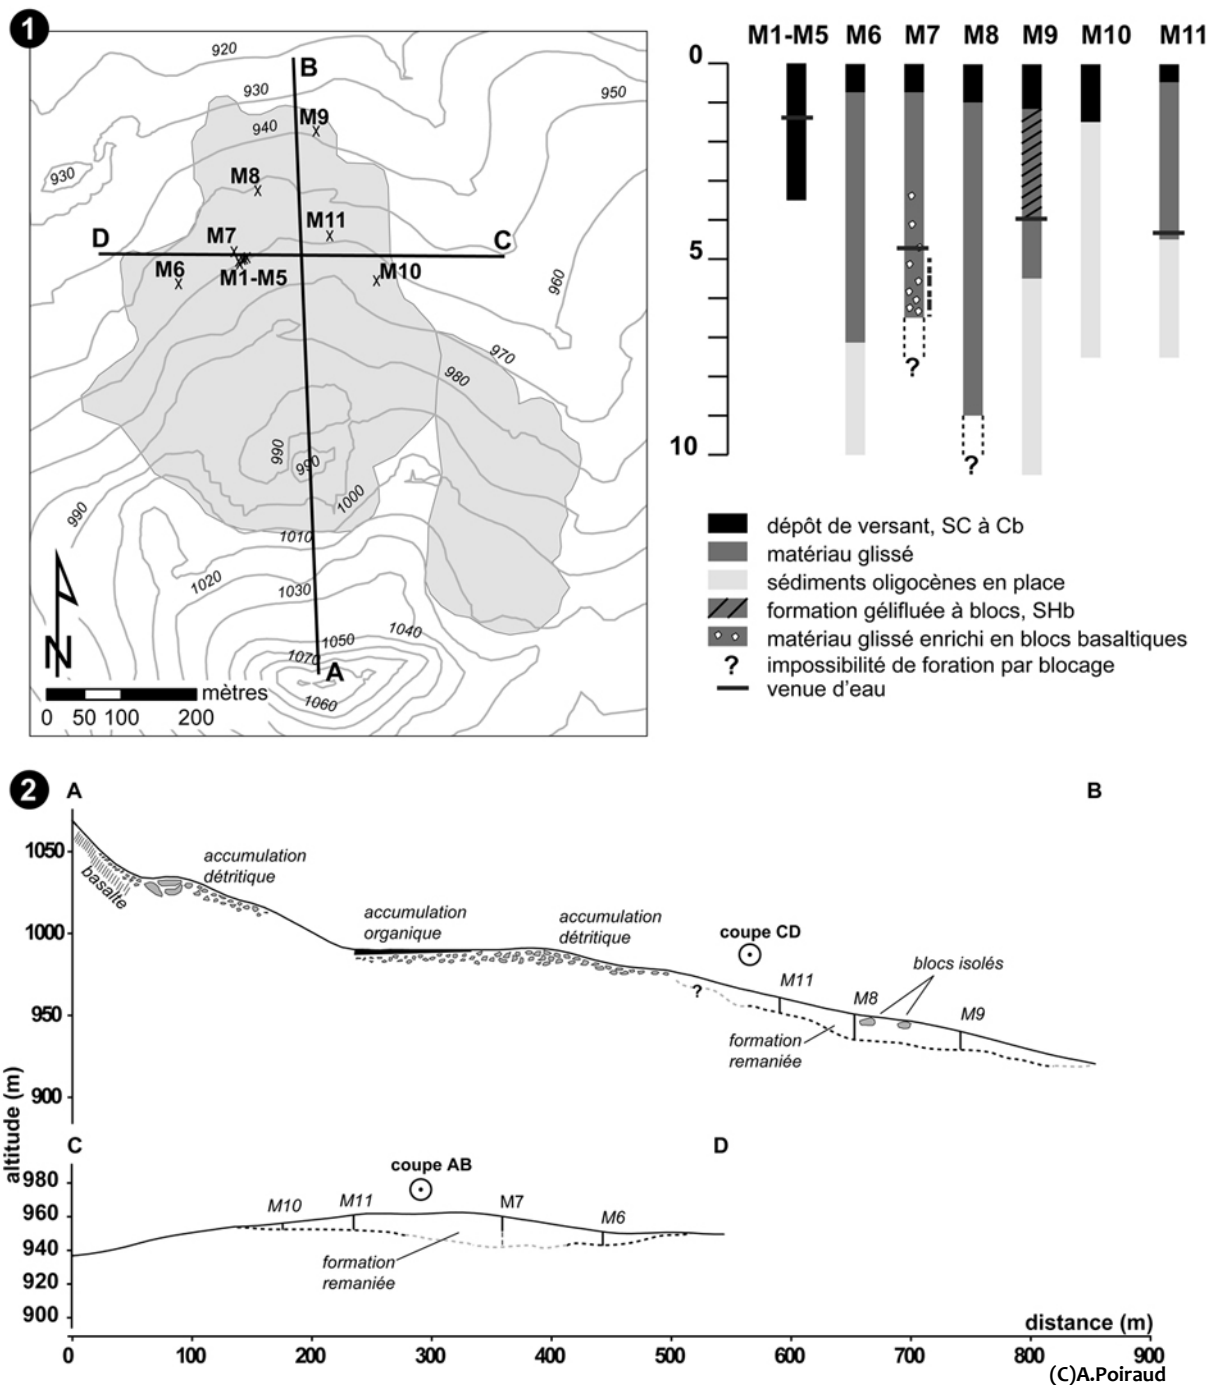 1
920
930
940
950
930
960
970
980
990
990
990
1000
1010
1020
1030
1040
1050
1070
1060
B
M9
M8
M11
D
M7
C
M6
M1-M5
M10
A
N
mètres
0 50 100 200
M1-M5 M6 M7 M8 M9 M10 M11
0
5
10
?
?
dépôt de versant, SC à Cb
matériau glissé
sédiments oligocènes en place
formation gélifluée à blocs, SHb
matériau glissé enrichi en blocs basaltiques
? impossibilité de foration par blocage
venue d'eau
2
A
B
altitude (m)
1050
1000
950
900
basalte
accumulation
détritique
accumulation
organique
accumulation
détritique
coupe CD
?
M11
M8
blocs isolés
M9
formation
remaniée
C
D
980
960
940
920
900
coupe AB
M10
M11
M7
M6
formation
remaniée
distance (m)
0 100 200 300 400 500 600 700 800 900
(C)A.Poiraud